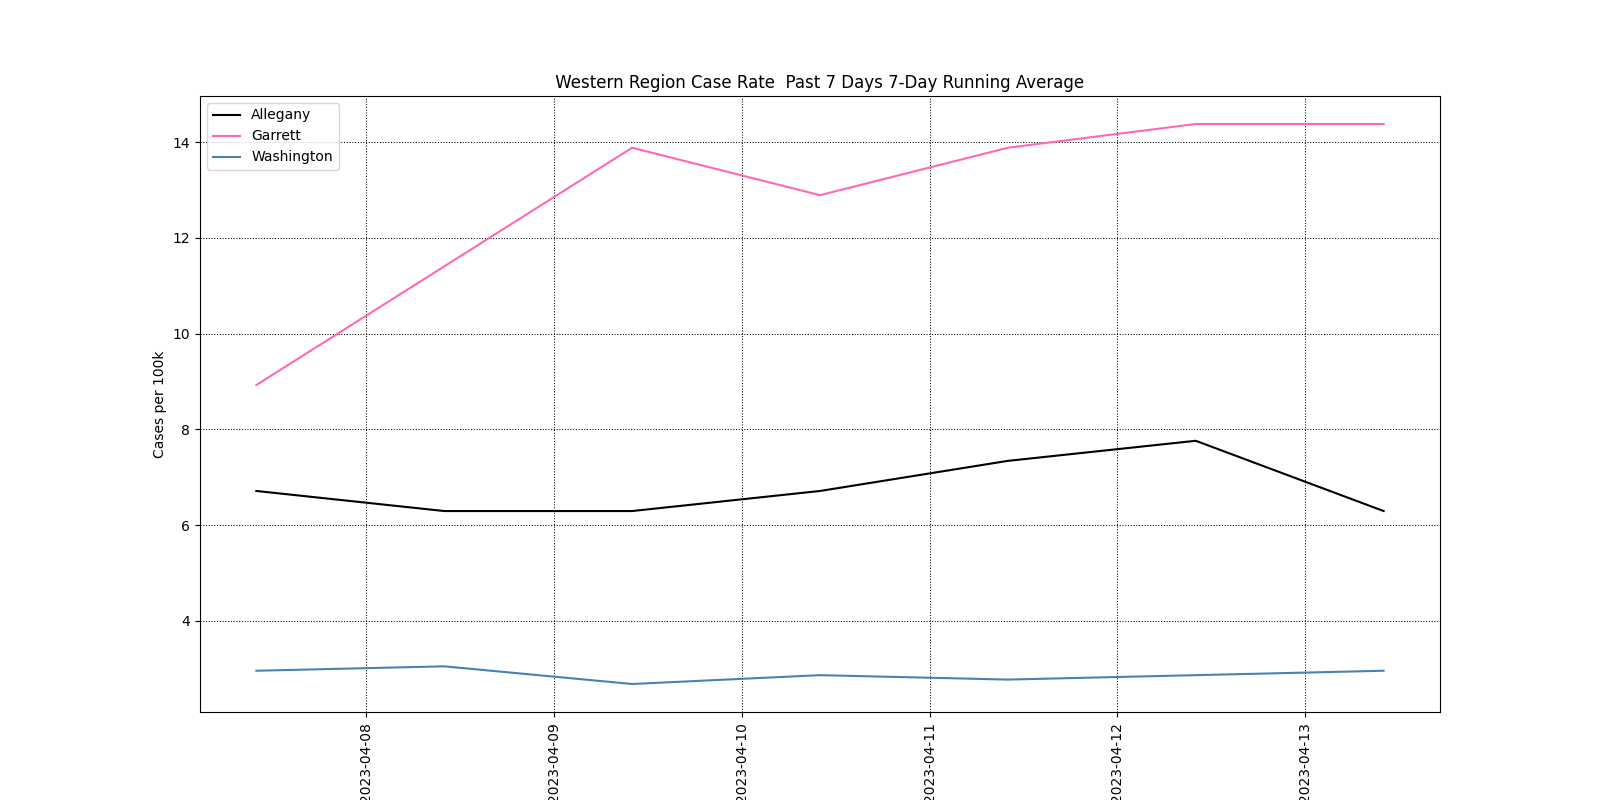 Western Region Case Rate  Past 7 Days 7-Day Running Average
Allegany
Garrett
Washington
14
12
10
8
6
4
Cases per 100k
2023-04-08
2023-04-09
2023-04-10
2023-04-11
2023-04-12
2023-04-13